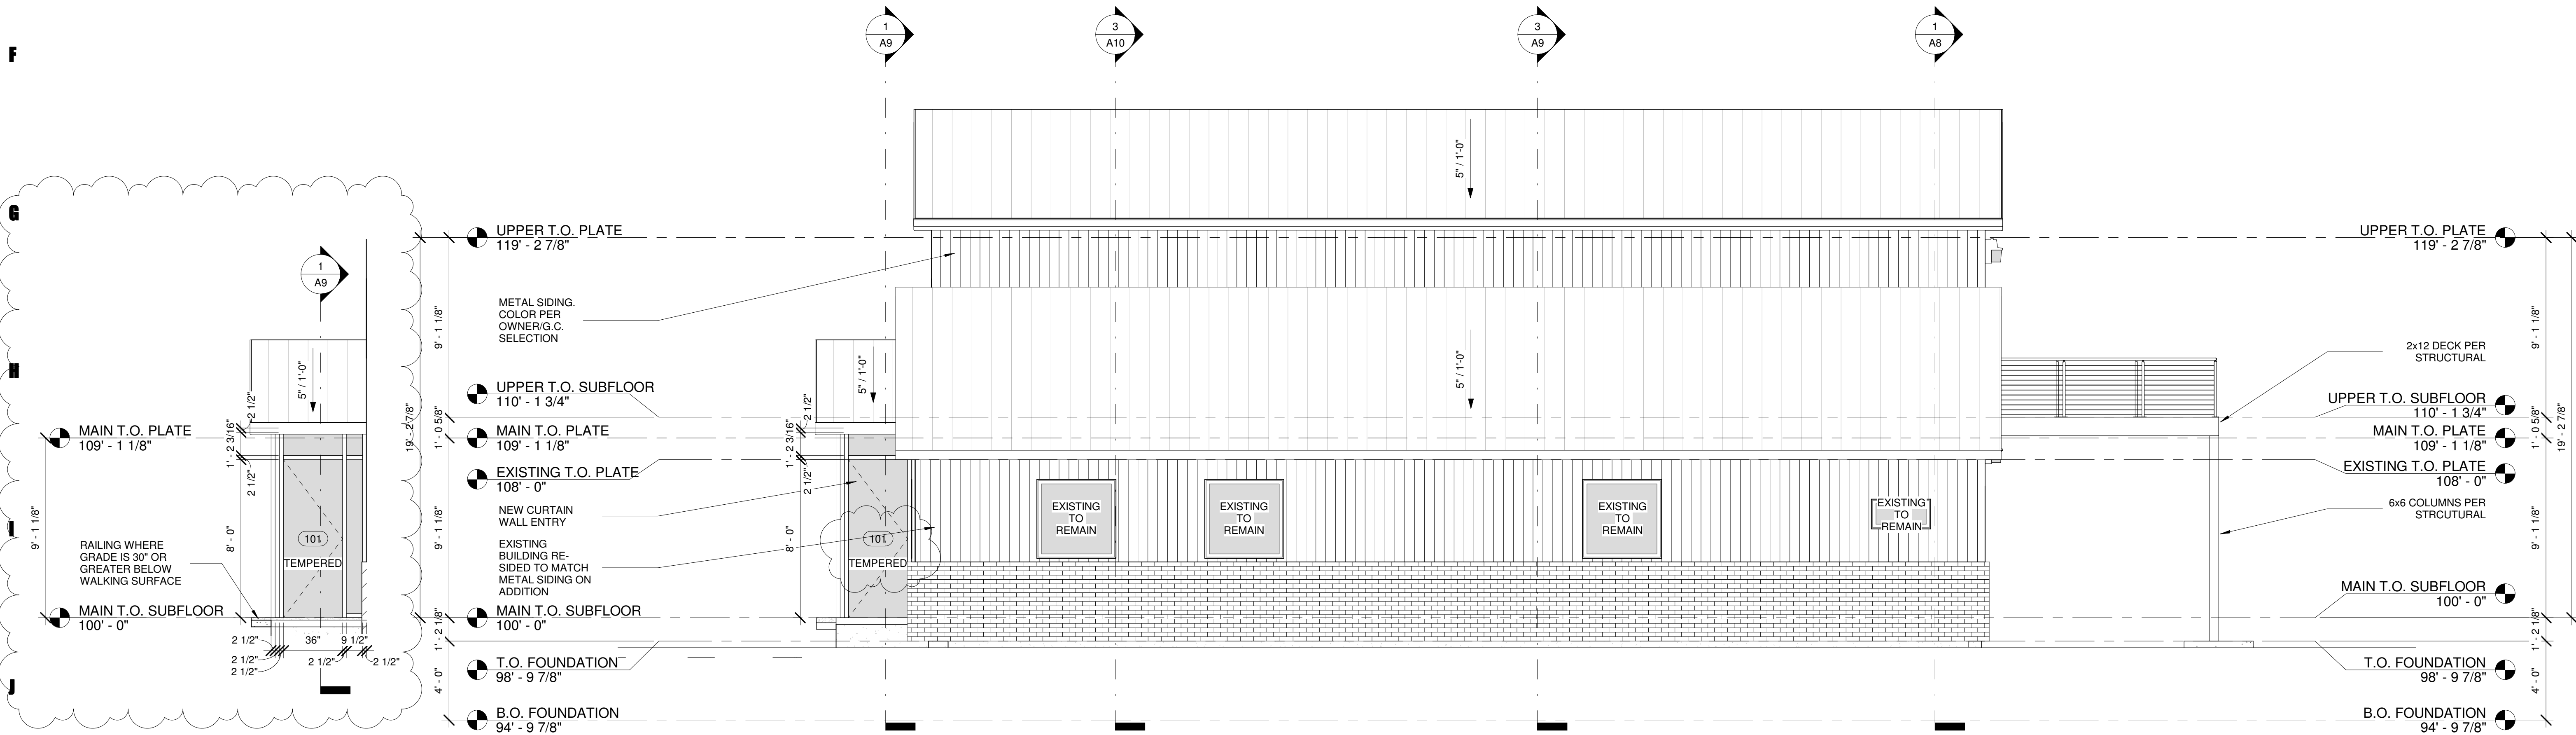 F
G
H
I
J
1
A9
3
A10
3
A9
1
A8
1
A9
5" / 1'-0"
MAIN T.O. PLATE
109' - 1 1/8"
RAILING WHERE
GRADE IS 30" OR
GREATER BELOW
WALKING SURFACE
MAIN T.O. SUBFLOOR
100' - 0"
9' - 1 1/8"
2 1/2"
1' - 2 3/16"
2 1/2"
8' - 0"
101
TEMPERED
2 1/2"
36"
9 1/2"
2 1/2"
2 1/2"
2 1/2"
2 1/2"
19' - 2 7/8"
9' - 1 1/8"
1' - 0 5/8"
9' - 1 1/8"
1' - 2 1/8"
4' - 0"
UPPER T.O. PLATE
119' - 2 7/8"
METAL SIDING.
COLOR PER
OWNER/G.C.
SELECTION
UPPER T.O. SUBFLOOR
110' - 1 3/4"
MAIN T.O. PLATE
109' - 1 1/8"
EXISTING T.O. PLATE
108' - 0"
NEW CURTAIN
WALL ENTRY
EXISTING
BUILDING RE-
SIDED TO MATCH
METAL SIDING ON
ADDITION
MAIN T.O. SUBFLOOR
100' - 0"
T.O. FOUNDATION
98' - 9 7/8"
B.O. FOUNDATION
94' - 9 7/8"
2 1/2"
1' - 2 3/16"
2 1/2"
8' - 0"
5" / 1'-0"
101
TEMPERED
5" / 1'-0"
5" / 1'-0"
EXISTING
TO
REMAIN
EXISTING
TO
REMAIN
EXISTING
TO
REMAIN
EXISTING
TO
REMAIN
UPPER T.O. PLATE
119' - 2 7/8"
2x12 DECK PER
STRUCTURAL
UPPER T.O. SUBFLOOR
110' - 1 3/4"
MAIN T.O. PLATE
109' - 1 1/8"
EXISTING T.O. PLATE
108' - 0"
6x6 COLUMNS PER
STRCUTURAL
MAIN T.O. SUBFLOOR
100' - 0"
T.O. FOUNDATION
98' - 9 7/8"
B.O. FOUNDATION
94' - 9 7/8"
9' - 1 1/8"
1' - 0 5/8"
9' - 1 1/8"
1' - 2 1/8"
4' - 0"
19' - 2 7/8"